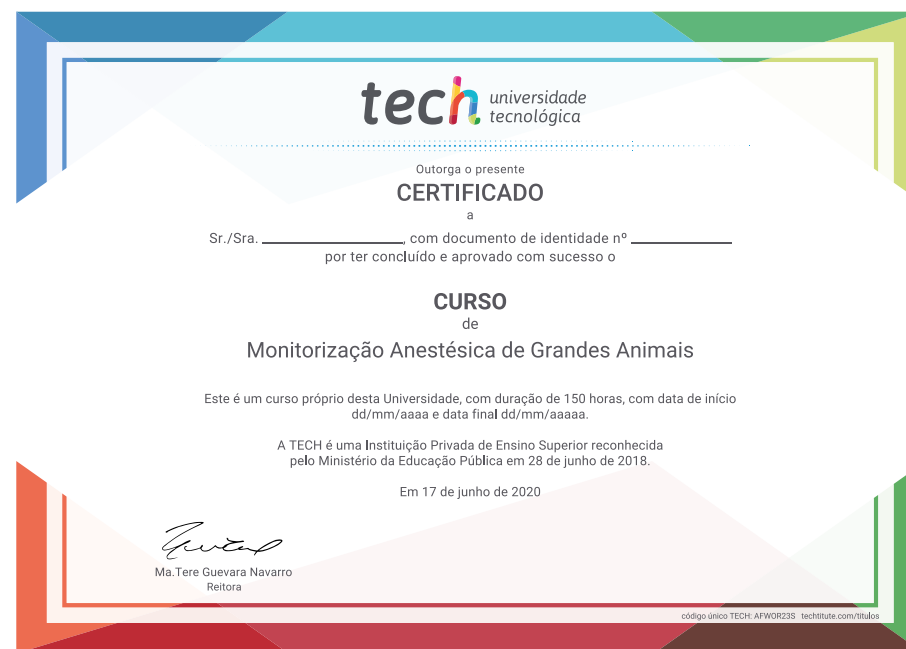 tech universidade
tecnológica
Outorga o presente
CERTIFICADO
a
Sr./Sra. ____________________, com documento de identidade nº ______________
por ter concluído e aprovado com sucesso o
CURSO
de
Monitorização Anestésica de Grandes Animais
Este é um curso próprio desta Universidade, com duração de 150 horas, com data de início
dd/mm/aaaa e data final dd/mm/aaaaa.
A TECH é uma Instituição Privada de Ensino Superior reconhecida
pelo Ministério da Educação Pública em 28 de junho de 2018.
Em 17 de junho de 2020
Ma.Tere Guevara Navarro
Reitora
código único TECH: AFWOR23S techtitute.com/titulos